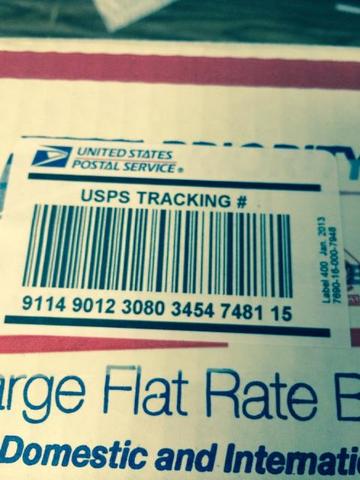 PRIORITY
UNITED STATES
POSTAL SERVICE®
USPS TRACKING #
9114 9012 3080 3454 7481 15
Label 400 Jan. 2013
7690-16-000-7948
arge Flat Rate B
Domestic and Internati